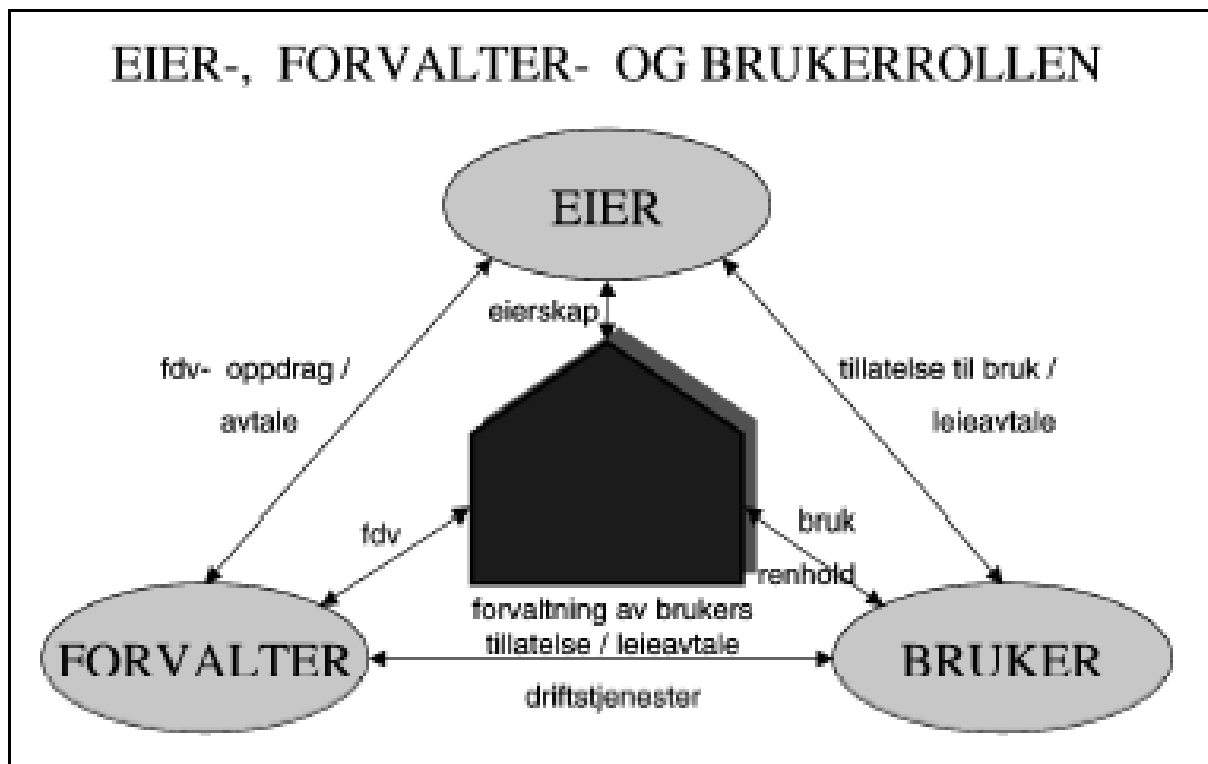 EIER-, FORVALTER- OG BRUKERROLLEN
EIER
eierskap
fdv- oppdrag /
avtale
tillatelse til bruk /
leieavtale
fdv
bruk
renhold
forvaltning av brukers
tillatelse / leieavtale
FORVALTER
BRUKER
driftstjenester